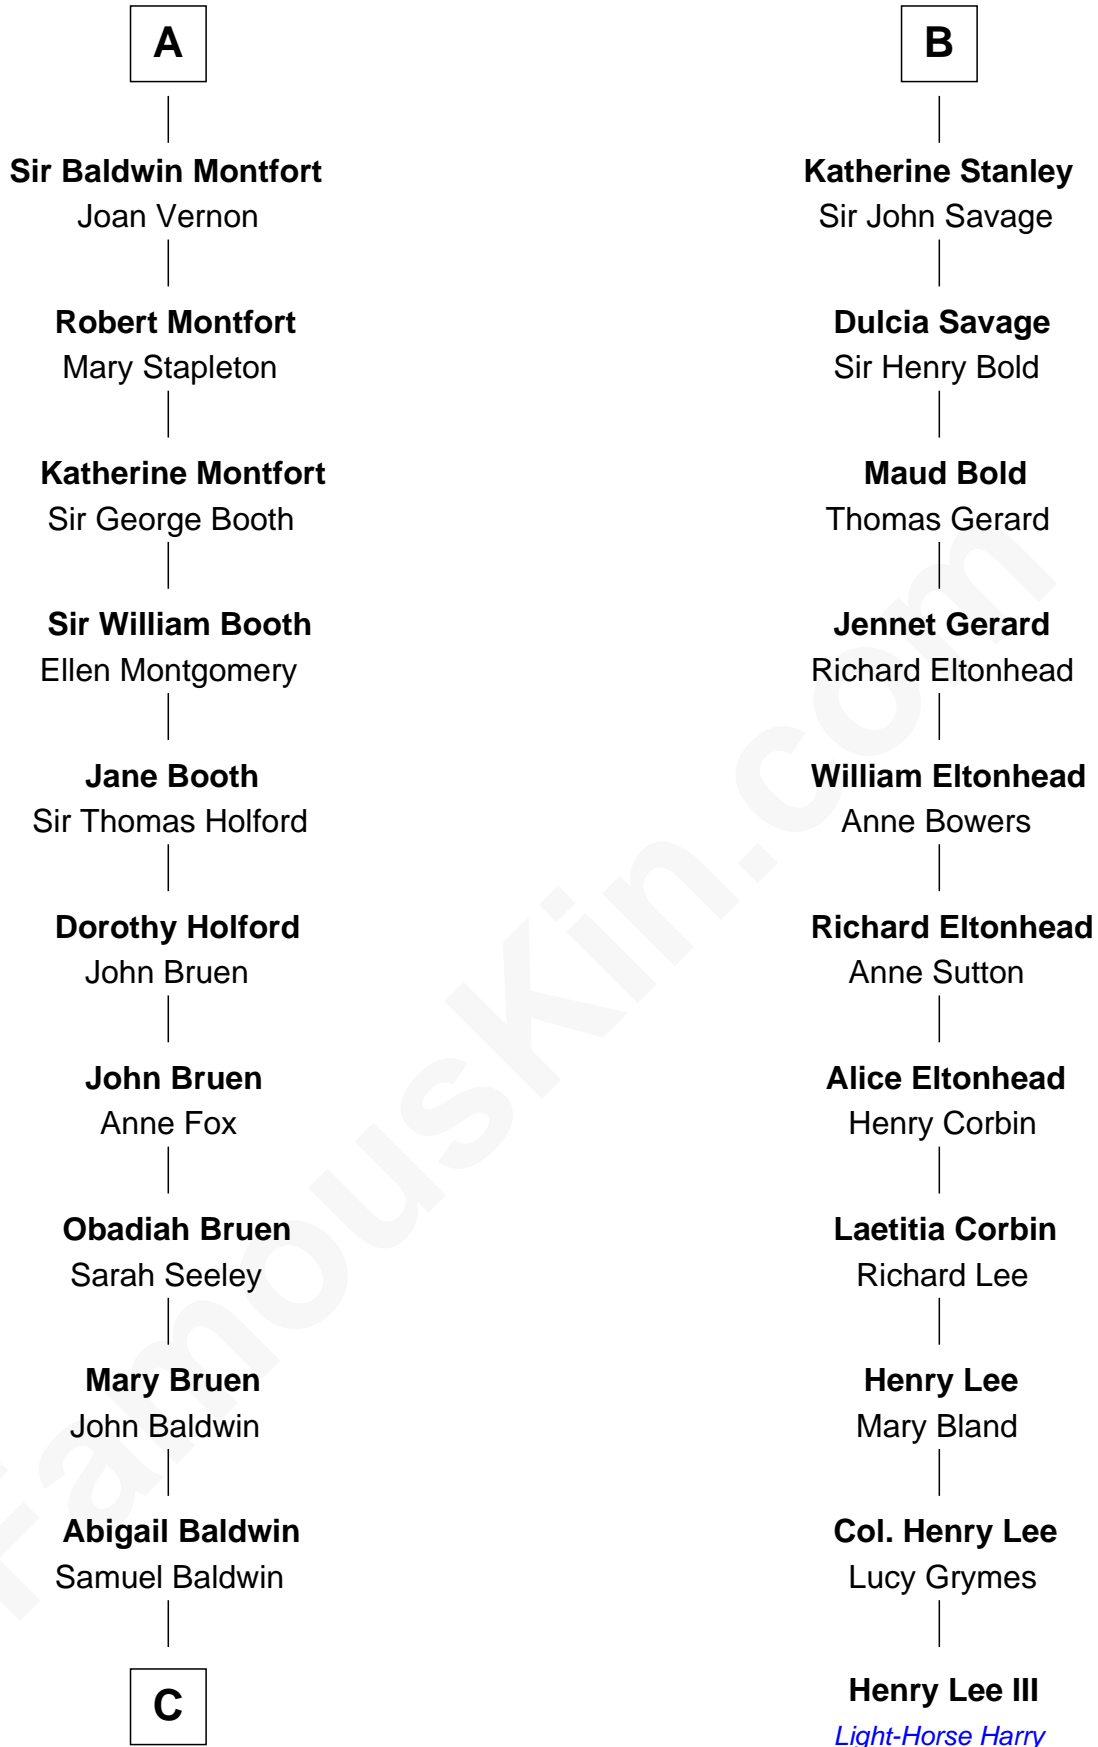 A
Sir Baldwin Montfort
Joan Vernon
Robert Montfort
Mary Stapleton
Katherine Montfort
Sir George Booth
Sir William Booth
Ellen Montgomery
Jane Booth
Sir Thomas Holford
Dorothy Holford
John Bruen
John Bruen
Anne Fox
Obadiah Bruen
Sarah Seeley
Mary Bruen
John Baldwin
Abigail Baldwin
Samuel Baldwin
C
B
Katherine Stanley
Sir John Savage
Dulcia Savage
Sir Henry Bold
Maud Bold
Thomas Gerard
Jennet Gerard
Richard Eltonhead
William Eltonhead
Anne Bowers
Richard Eltonhead
Anne Sutton
Alice Eltonhead
Henry Corbin
Laetitia Corbin
Richard Lee
Henry Lee
Mary Bland
Col. Henry Lee
Lucy Grymes
Henry Lee III
Light-Horse Harry
FamousKin.com